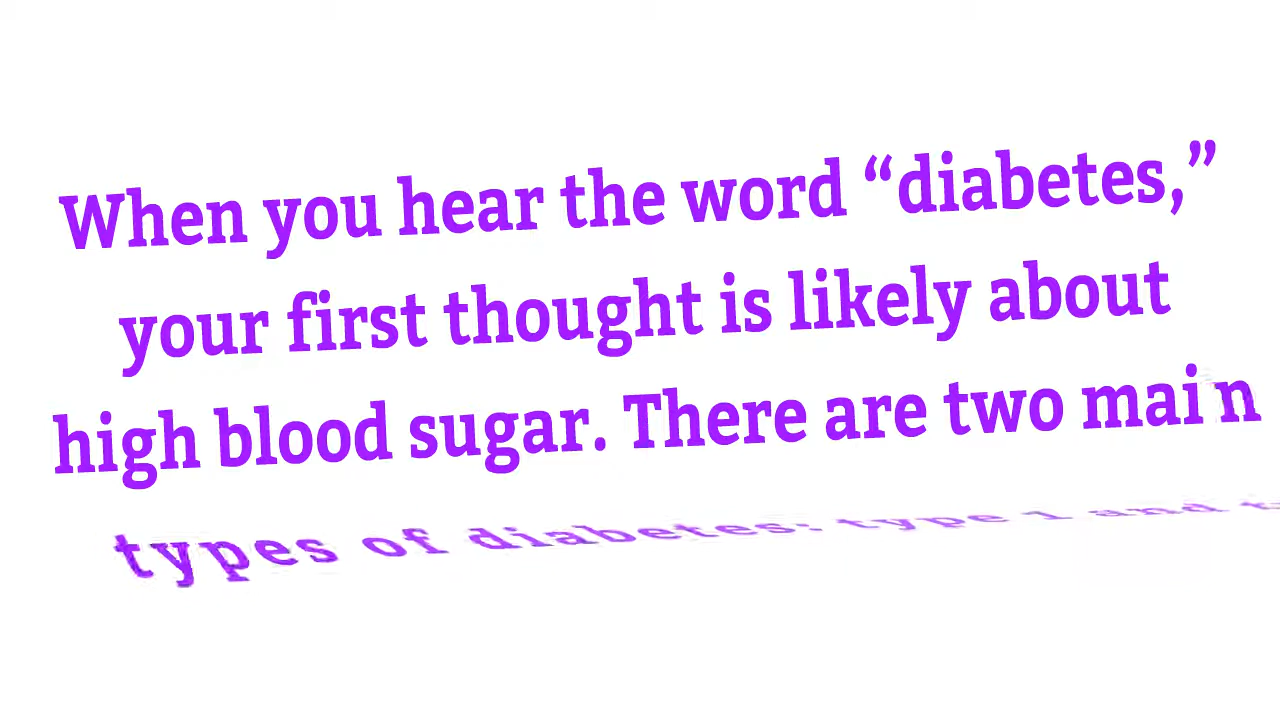 When you hear the word “diabetes,”
your first thought is likely about
high blood sugar. There are two main
types of diabetes: type 1 and